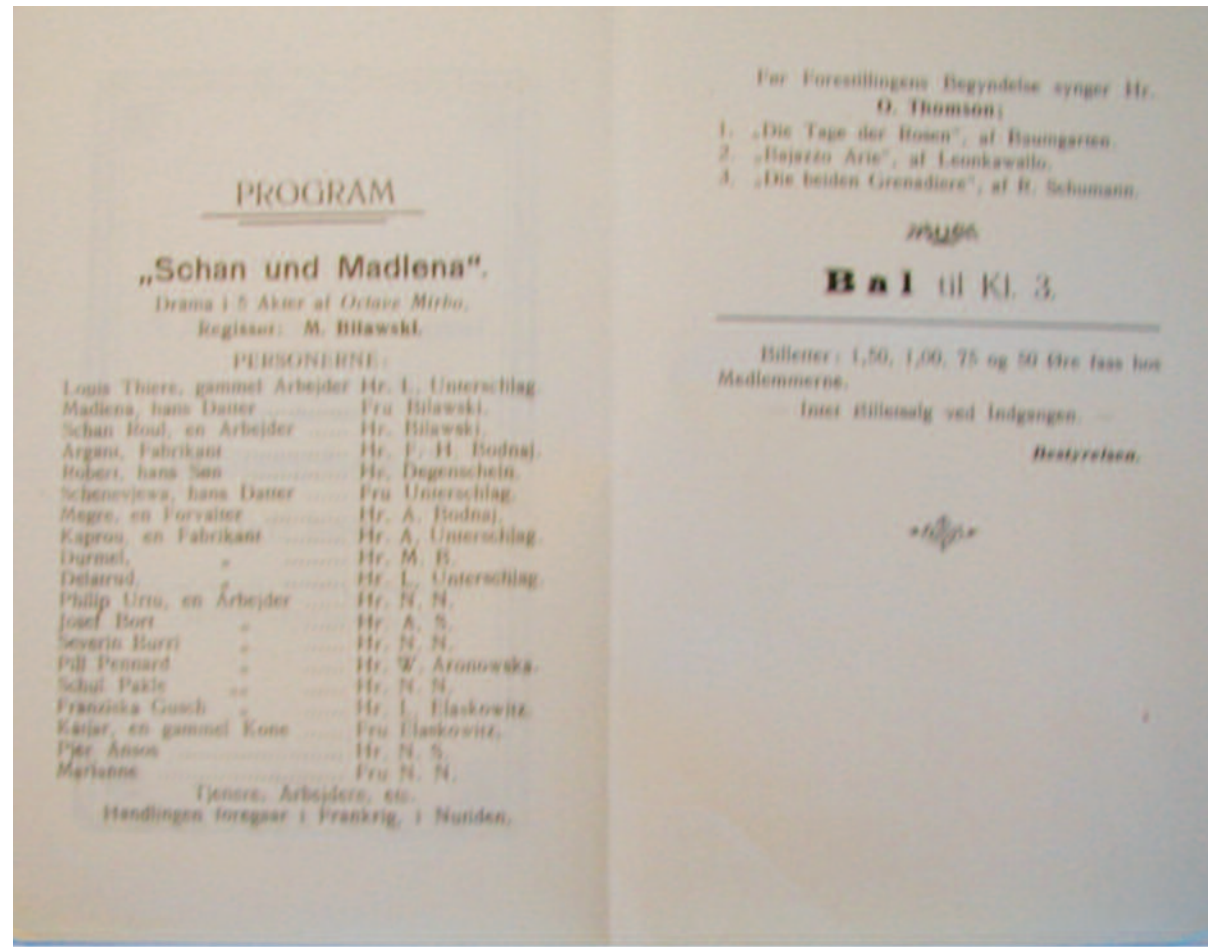 PROGRAM
„Schan und Madlena“.
Drama i 5 Akter af Octave Mirbo.
Regissør: M. Bilawski.
PERSONERNE:
Louis Thiere, gammel Arbejder Hr. L. Unterschlag.
Madlena, hans Datter ........ Fru Bilawski.
Schan Roul, en Arbejder ...... Hr. Bilawski.
Argant, Fabrikant ............ Hr. F. H. Bodnaj.
Robert, hans Søn ............ Hr. Degenschein.
Schenevjewa, hans Datter ...... Fru Unterschlag.
Megre, en Forvalter .......... Hr. A. Bodnaj.
Kaprou, en Fabrikant ........ Hr. A. Unterschlag.
Durmel, „ ........ Hr. M. B.
Delatrud, „ ........ Hr. L. Unterschlag.
Philip Urtu, en Arbejder ...... Hr. N. N.
Josef Bort „ ...... Hr. A. S.
Severin Burri „ ...... Hr. N. N.
Pill Pennard „ ...... Hr. W. Aronowska.
Schul Pakle „ ...... Hr. N. N.
Franziska Gusch „ ...... Hr. L. Elaskowitz.
Katjar, en gammel Kone ...... Fru Elaskowitz.
Pjer Ansos .................. Hr. N. S.
Marianne .................... Fru N. N.
Tjenere, Arbejdere, etc.
Handlingen foregaar i Frankrig, i Nutiden.
Før Forestillingens Begyndelse synger Hr.
O. Thomson;
1. „Die Tage der Rosen“, af Baumgarten.
2. „Bajazzo Arie“, af Leonkawallo.
3. „Die beiden Grenadiere“, af R. Schumann.
Bal til Kl. 3.
Billetter: 1,50, 1,00, 75 og 50 Øre faas hos
Medlemmerne.
— Intet Billetsalg ved Indgangen. —
Bestyrelsen.